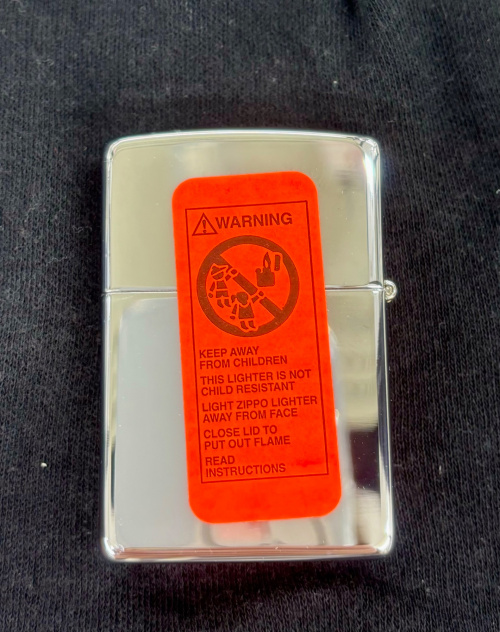 WARNING
KEEP AWAY
FROM CHILDREN
THIS LIGHTER IS NOT
CHILD RESISTANT
LIGHT ZIPPO LIGHTER
AWAY FROM FACE
CLOSE LID TO
PUT OUT FLAME
READ
INSTRUCTIONS